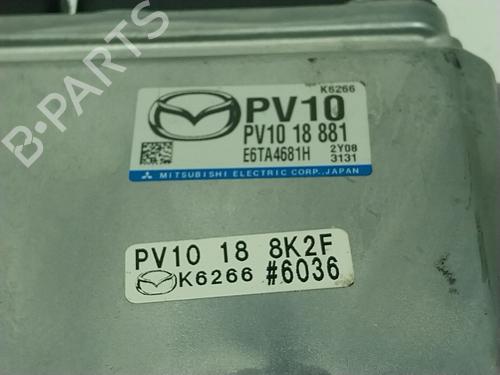 K6266
PV10
PV10 18 881
E6TA4681H
2Y08
3131
MITSUBISHI ELECTRIC CORP., JAPAN
PV10 18 8K2F
K6266 #6036
B-PARTS